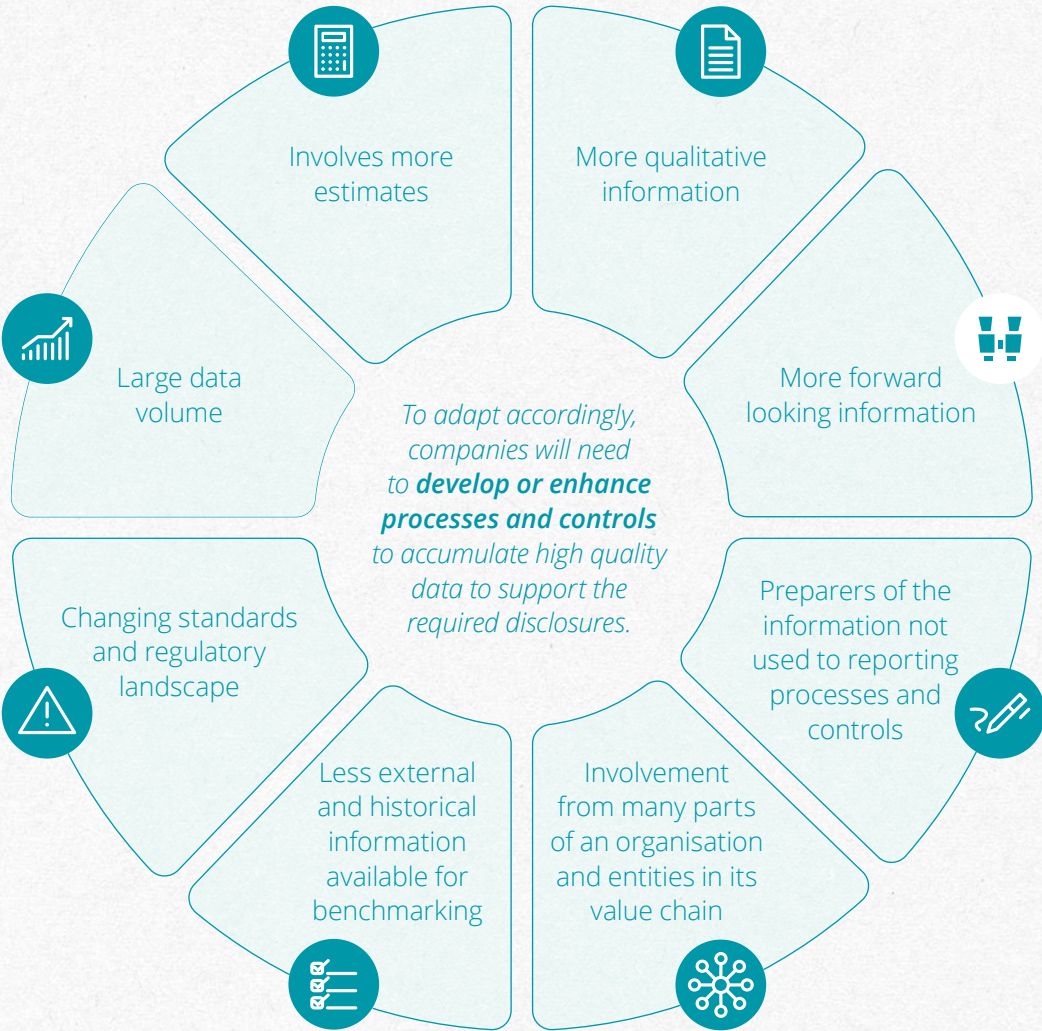 Involves more
estimates
More qualitative
information
More forward
looking information
Preparers of the
information not
used to reporting
processes and
controls
Involvement
from many parts
of an organisation
and entities in its
value chain
Less external
and historical
information
available for
benchmarking
Changing standards
and regulatory
landscape
Large data
volume
To adapt accordingly,
companies will need
to develop or enhance
processes and controls
to accumulate high quality
data to support the
required disclosures.